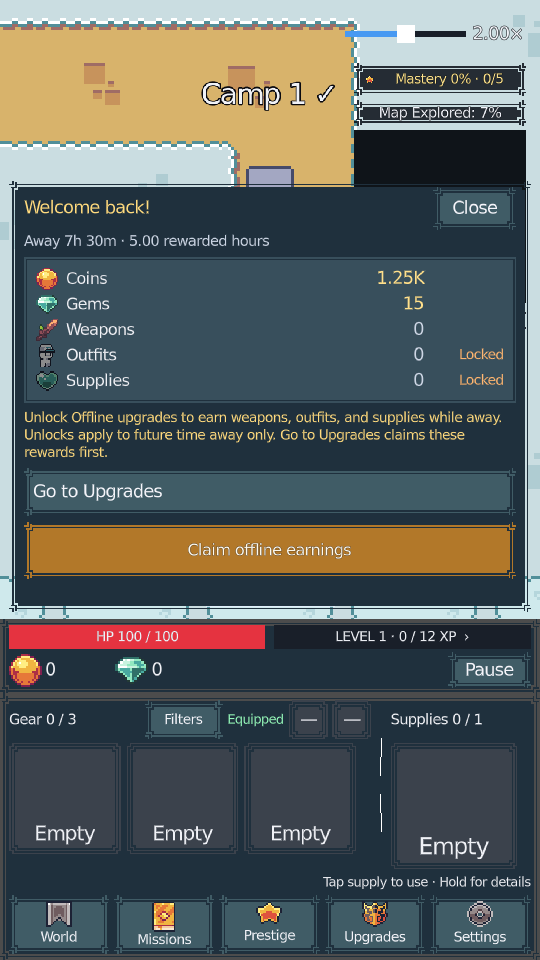 2.00×
Mastery 0% · 0/5
Camp 1 ✓
Map Explored: 7%
Welcome back!
Close
Away 7h 30m · 5.00 rewarded hours
Coins 1.25K
Gems 15
Weapons 0
Outfits 0 Locked
Supplies 0 Locked
Unlock Offline upgrades to earn weapons, outfits, and supplies while away.
Unlocks apply to future time away only. Go to Upgrades claims these
rewards first.
Go to Upgrades
Claim offline earnings
HP 100 / 100
LEVEL 1 · 0 / 12 XP ›
0
0
Pause
Gear 0 / 3
Filters
Equipped
—
—
Supplies 0 / 1
Empty
Empty
Empty
Empty
Tap supply to use · Hold for details
World
Missions
Prestige
Upgrades
Settings